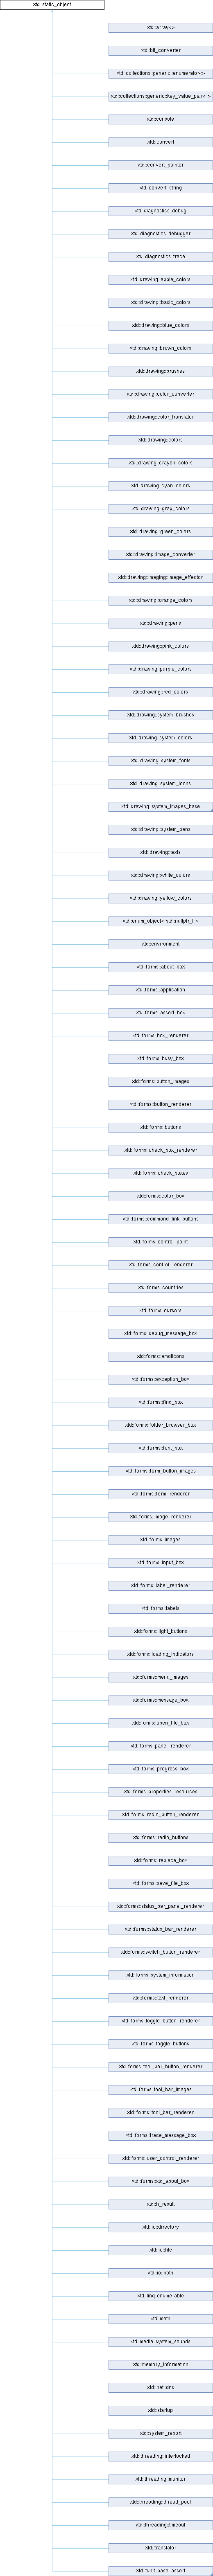 xtd::static_object
xtd::array<>
xtd::bit_converter
xtd::collections::generic::enumerator<>
xtd::collections::generic::key_value_pair< >
xtd::console
xtd::convert
xtd::convert_pointer
xtd::convert_string
xtd::diagnostics::debug
xtd::diagnostics::debugger
xtd::diagnostics::trace
xtd::drawing::apple_colors
xtd::drawing::basic_colors
xtd::drawing::blue_colors
xtd::drawing::brown_colors
xtd::drawing::brushes
xtd::drawing::color_converter
xtd::drawing::color_translator
xtd::drawing::colors
xtd::drawing::crayon_colors
xtd::drawing::cyan_colors
xtd::drawing::gray_colors
xtd::drawing::green_colors
xtd::drawing::image_converter
xtd::drawing::imaging::image_effector
xtd::drawing::orange_colors
xtd::drawing::pens
xtd::drawing::pink_colors
xtd::drawing::purple_colors
xtd::drawing::red_colors
xtd::drawing::system_brushes
xtd::drawing::system_colors
xtd::drawing::system_fonts
xtd::drawing::system_icons
xtd::drawing::system_images_base
xtd::drawing::system_pens
xtd::drawing::texts
xtd::drawing::white_colors
xtd::drawing::yellow_colors
xtd::enum_object< std::nullptr_t >
xtd::environment
xtd::forms::about_box
xtd::forms::application
xtd::forms::assert_box
xtd::forms::box_renderer
xtd::forms::busy_box
xtd::forms::button_images
xtd::forms::button_renderer
xtd::forms::buttons
xtd::forms::check_box_renderer
xtd::forms::check_boxes
xtd::forms::color_box
xtd::forms::command_link_buttons
xtd::forms::control_paint
xtd::forms::control_renderer
xtd::forms::countries
xtd::forms::cursors
xtd::forms::debug_message_box
xtd::forms::emoticons
xtd::forms::exception_box
xtd::forms::find_box
xtd::forms::folder_browser_box
xtd::forms::font_box
xtd::forms::form_button_images
xtd::forms::form_renderer
xtd::forms::image_renderer
xtd::forms::images
xtd::forms::input_box
xtd::forms::label_renderer
xtd::forms::labels
xtd::forms::light_buttons
xtd::forms::loading_indicators
xtd::forms::menu_images
xtd::forms::message_box
xtd::forms::open_file_box
xtd::forms::panel_renderer
xtd::forms::progress_box
xtd::forms::properties::resources
xtd::forms::radio_button_renderer
xtd::forms::radio_buttons
xtd::forms::replace_box
xtd::forms::save_file_box
xtd::forms::status_bar_panel_renderer
xtd::forms::status_bar_renderer
xtd::forms::switch_button_renderer
xtd::forms::system_information
xtd::forms::text_renderer
xtd::forms::toggle_button_renderer
xtd::forms::toggle_buttons
xtd::forms::tool_bar_button_renderer
xtd::forms::tool_bar_images
xtd::forms::tool_bar_renderer
xtd::forms::trace_message_box
xtd::forms::user_control_renderer
xtd::forms::xtd_about_box
xtd::h_result
xtd::io::directory
xtd::io::file
xtd::io::path
xtd::linq::enumerable
xtd::math
xtd::media::system_sounds
xtd::memory_information
xtd::net::dns
xtd::startup
xtd::system_report
xtd::threading::interlocked
xtd::threading::monitor
xtd::threading::thread_pool
xtd::threading::timeout
xtd::translator
xtd::tunit::base_assert